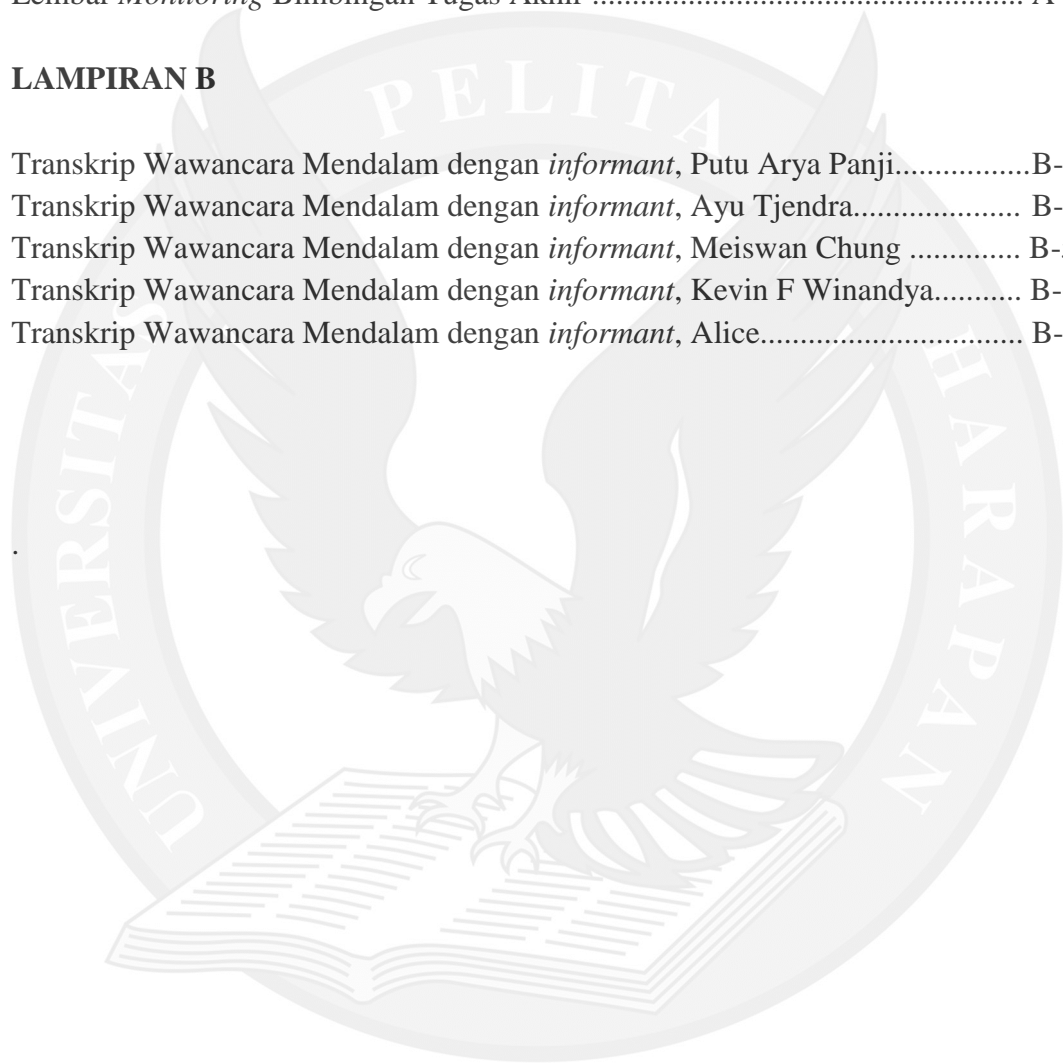 Lembar Monitoring Bimbingan Tugas Akhir ...................................................... A
LAMPIRAN B
Transkrip Wawancara Mendalam dengan informant, Putu Arya Panji.................B-
Transkrip Wawancara Mendalam dengan informant, Ayu Tjendra..................... B-
Transkrip Wawancara Mendalam dengan informant, Meiswan Chung .............. B-
Transkrip Wawancara Mendalam dengan informant, Kevin F Winandya........... B-
Transkrip Wawancara Mendalam dengan informant, Alice................................. B-
.
UNIVERSITAS PELITA HARAPAN